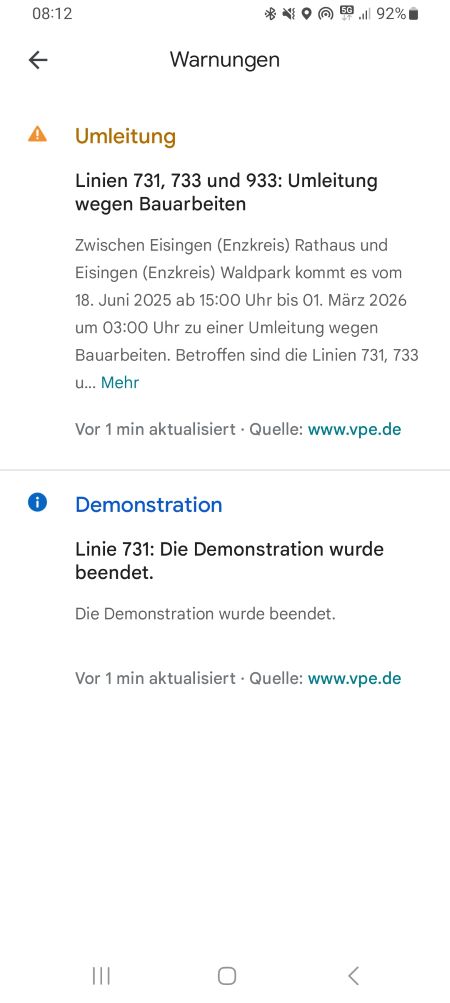 08:12
5G
92%
Warnungen
Umleitung
Linien 731, 733 und 933: Umleitung
wegen Bauarbeiten
Zwischen Eisingen (Enzkreis) Rathaus und
Eisingen (Enzkreis) Waldpark kommt es vom
18. Juni 2025 ab 15:00 Uhr bis 01. März 2026
um 03:00 Uhr zu einer Umleitung wegen
Bauarbeiten. Betroffen sind die Linien 731, 733
u... Mehr
Vor 1 min aktualisiert · Quelle: www.vpe.de
Demonstration
Linie 731: Die Demonstration wurde
beendet.
Die Demonstration wurde beendet.
Vor 1 min aktualisiert · Quelle: www.vpe.de